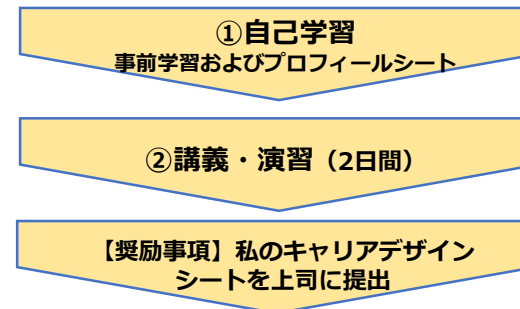 ①自己学習
事前学習およびプロフィールシート
②講義・演習（2日間）
【奨励事項】私のキャリアデザイン
シートを上司に提出